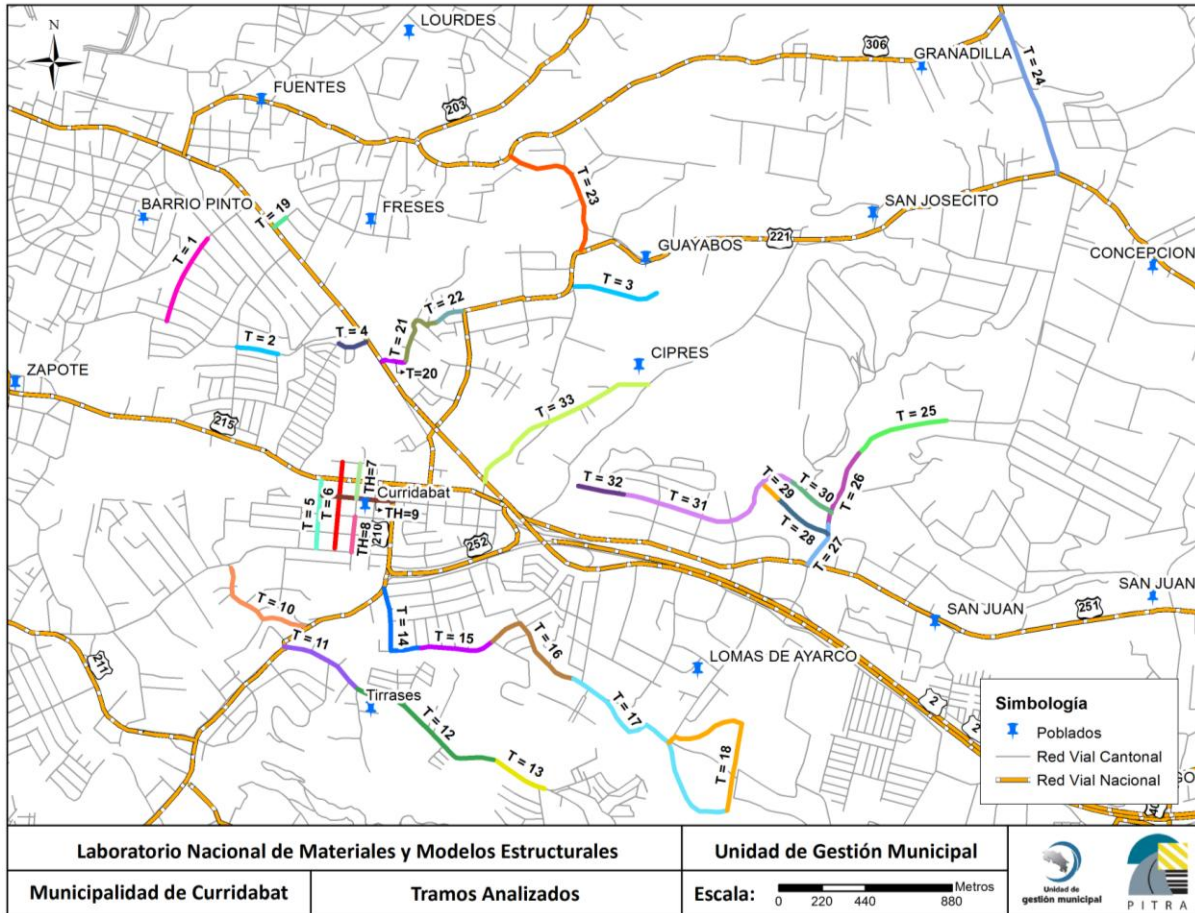 N
LOURDES
306
GRANADILLA
T = 24
FUENTES
203
BARRIO PINTO
T = 19
FRESES
T = 23
SAN JOSECITO
T = 1
GUAYABOS
221
CONCEPCION
T = 3
T = 22
T = 21
T = 4
T = 2
T=20
CIPRES
ZAPOTE
T = 33
215
T = 25
TH=7
T = 32
T = 29
T = 30
T = 26
T = 5
T = 6
Curridabat
TH=9
T = 31
TH=8
210
T = 28
252
T = 27
SAN JUAN
T = 10
T = 14
SAN JUAN
251
T = 11
T = 15
T = 16
LOMAS DE AYARCO
211
Tirrases
T = 17
2
2
T = 12
T = 18
T = 13
Simbología
Poblados
Red Vial Cantonal
Red Vial Nacional
Laboratorio Nacional de Materiales y Modelos Estructurales
Unidad de Gestión Municipal
Municipalidad de Curridabat
Tramos Analizados
Escala:
Metros
0 220 440 880
Unidad de
gestión municipal
PITRA